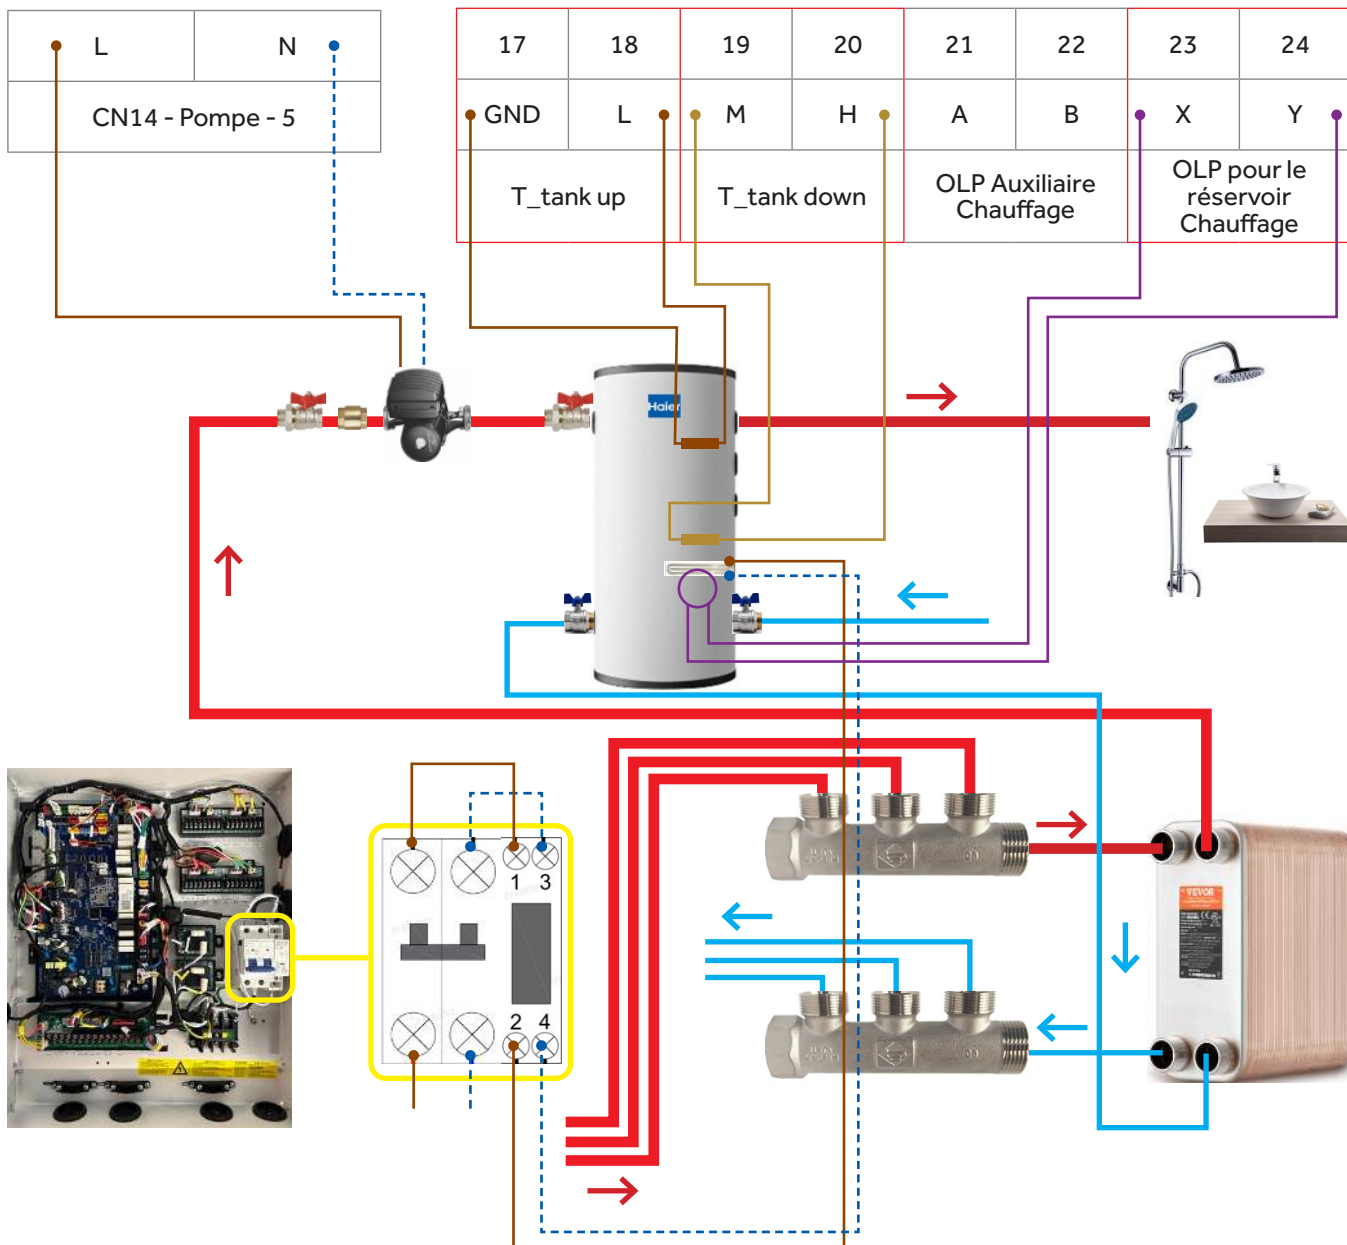 L N
CN14 - Pompe - 5
17 18 19 20 21 22 23 24
GND L M H A B X Y
T_tank up
T_tank down
OLP Auxiliaire
Chauffage
OLP pour le
réservoir
Chauffage
Haier
1 3
2 4
VEVOR